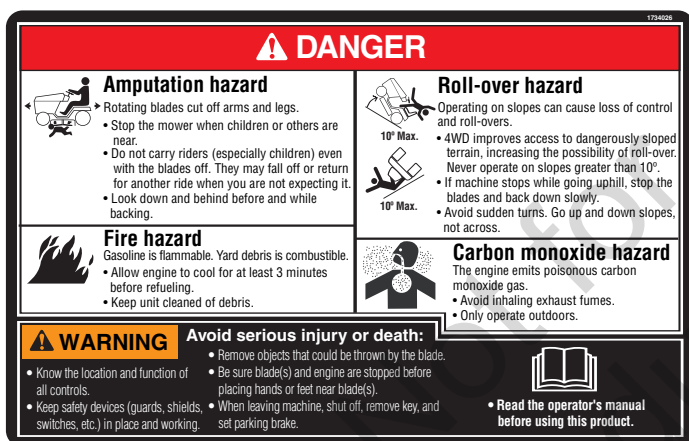 1734026
DANGER
Amputation hazard
Rotating blades cut off arms and legs.
• Stop the mower when children or others are
near.
• Do not carry riders (especially children) even
with the blades off. They may fall off or return
for another ride when you are not expecting it.
• Look down and behind before and while
backing.
Roll-over hazard
Operating on slopes can cause loss of control
and roll-overs.
• 4WD improves access to dangerously sloped
terrain, increasing the possibility of roll-over.
Never operate on slopes greater than 10º.
• If machine stops while going uphill, stop the
blades and back down slowly.
• Avoid sudden turns. Go up and down slopes,
not across.
10º Max.
10º Max.
Fire hazard
Gasoline is flammable. Yard debris is combustible.
• Allow engine to cool for at least 3 minutes
before refueling.
• Keep unit cleaned of debris.
Carbon monoxide hazard
The engine emits poisonous carbon
monoxide gas.
• Avoid inhaling exhaust fumes.
• Only operate outdoors.
WARNING
Avoid serious injury or death:
• Know the location and function of
all controls.
• Keep safety devices (guards, shields,
switches, etc.) in place and working.
• Remove objects that could be thrown by the blade.
• Be sure blade(s) and engine are stopped before
placing hands or feet near blade(s).
• When leaving machine, shut off, remove key, and
set parking brake.
• Read the operator's manual
before using this product.
Not for